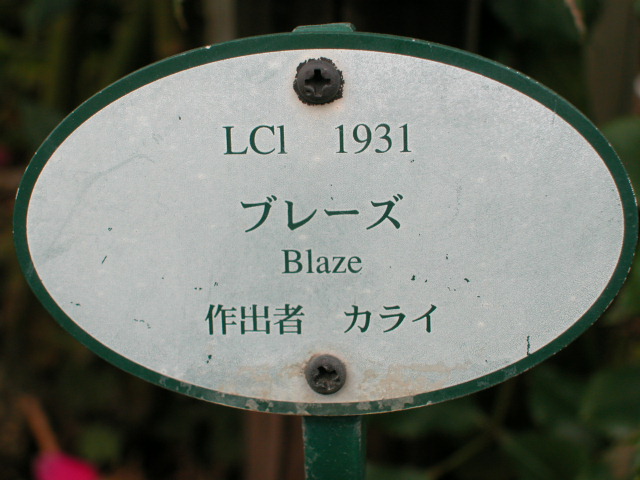 LCl 1931
ブレーズ
Blaze
作出者 カライ